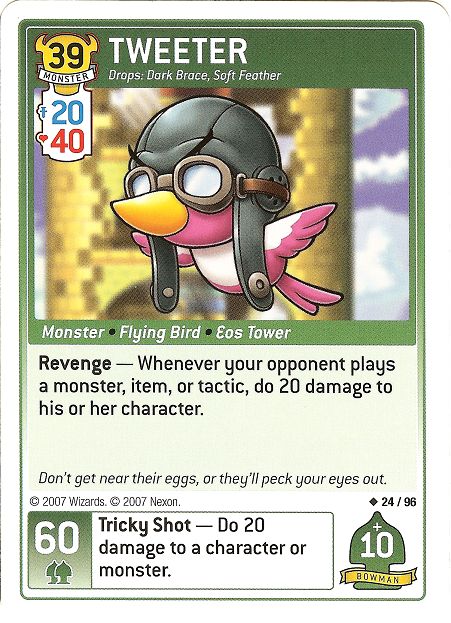 39
MONSTER
TWEETER
Drops: Dark Brace, Soft Feather
20
40
Monster • Flying Bird • Eos Tower
Revenge — Whenever your opponent plays
a monster, item, or tactic, do 20 damage to
his or her character.
Don't get near their eggs, or they'll peck your eyes out.
© 2007 Wizards. © 2007 Nexon.
◆ 24 / 96
60
Tricky Shot — Do 20
damage to a character or
monster.
+
10
BOWMAN